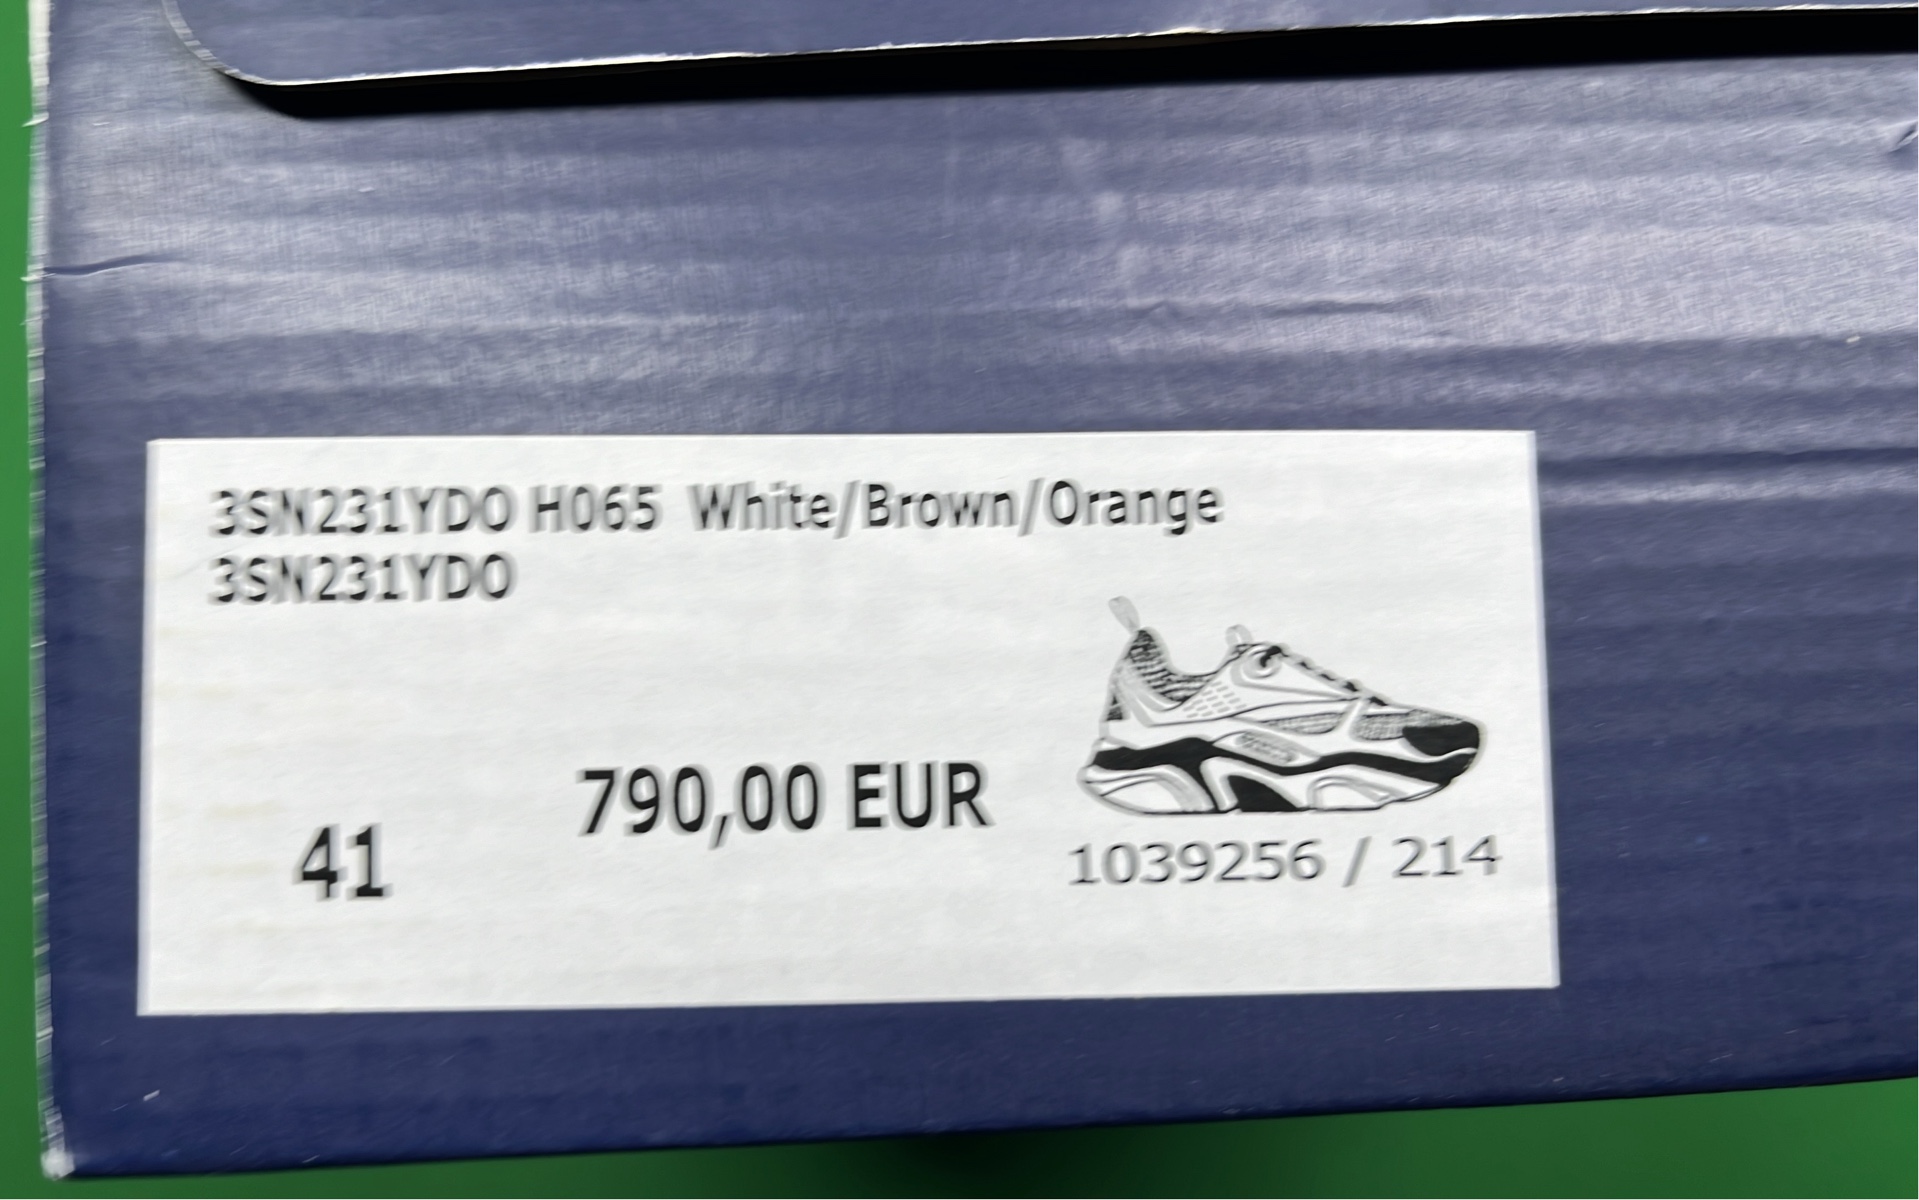 3SN231YDO H065 White/Brown/Orange
3SN231YDO
790,00 EUR
41
1039256 / 214